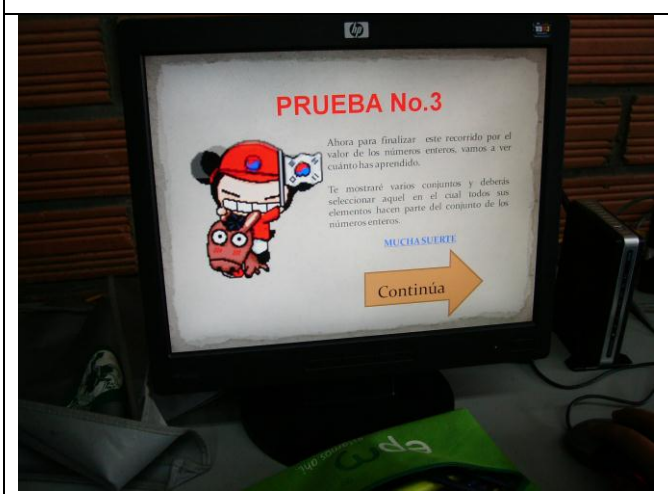 hp
PRUEBA No.3
Ahora para finalizar este recorrido por el
valor de los números enteros, vamos a ver
cuánto has aprendido.
Te mostraré varios conjuntos y deberás
seleccionar aquel en el cual todos sus
elementos hacen parte del conjunto de los
números enteros.
MUCHA SUERTE
Continúa
epm